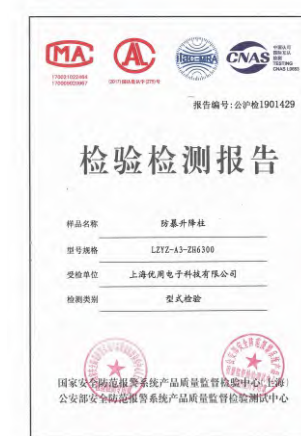 MA
AL
CNAS
TESTING
报告编号:公沪检1901429
检验检测报告
样品名称 防暴升降柱
型号规格 LZYZ-A3-ZH6300
受检单位 上海优周电子科技有限公司
检测类别 型式检验
国家安全防范报警系统产品质量监督检验中心(上海)
公安部安全防范报警系统产品质量监督检验测试中心